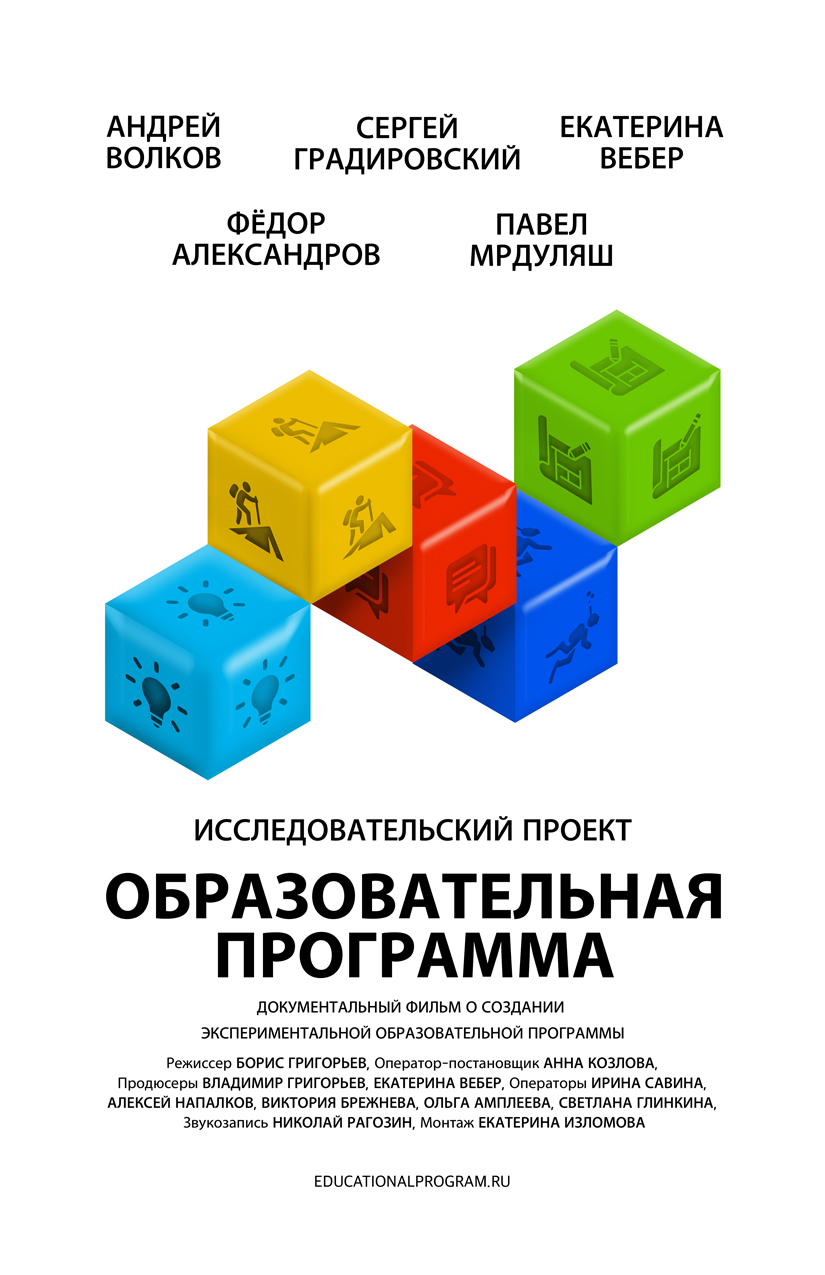 АНДРЕЙ
ВОЛКОВ
СЕРГЕЙ
ГРАДИРОВСКИЙ
ЕКАТЕРИНА
ВЕБЕР
ФЁДОР
АЛЕКСАНДРОВ
ПАВЕЛ
МРДУЛЯШ
ИССЛЕДОВАТЕЛЬСКИЙ ПРОЕКТ
ОБРАЗОВАТЕЛЬНАЯ
ПРОГРАММА
ДОКУМЕНТАЛЬНЫЙ ФИЛЬМ О СОЗДАНИИ
ЭКСПЕРИМЕНТАЛЬНОЙ ОБРАЗОВАТЕЛЬНОЙ ПРОГРАММЫ
Режиссер БОРИС ГРИГОРЬЕВ, Оператор-постановщик АННА КОЗЛОВА,
Продюсеры ВЛАДИМИР ГРИГОРЬЕВ, ЕКАТЕРИНА ВЕБЕР, Операторы ИРИНА САВИНА,
АЛЕКСЕЙ НАПАЛКОВ, ВИКТОРИЯ БРЕЖНЕВА, ОЛЬГА АМПЛЕЕВА, СВЕТЛАНА ГЛИНКИНА,
Звукозапись НИКОЛАЙ РАГОЗИН, Монтаж ЕКАТЕРИНА ИЗЛОМОВА
EDUCATIONALPROGRAM.RU